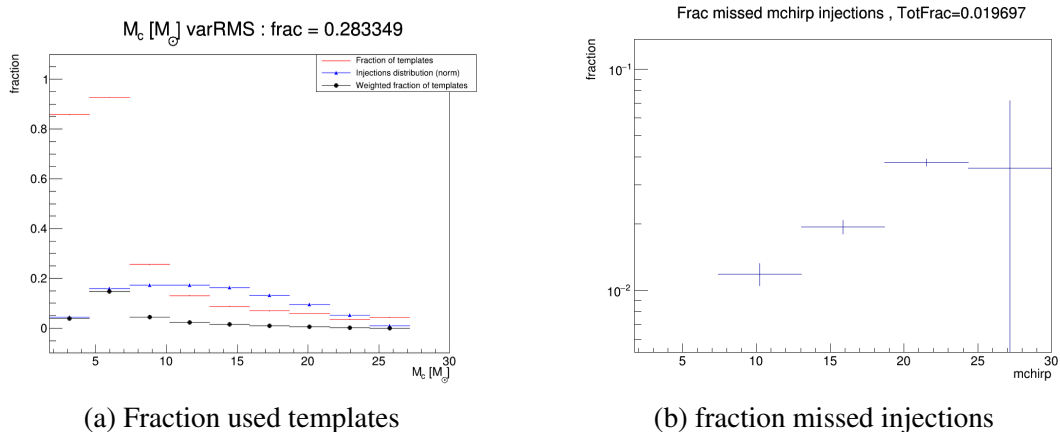 M_c [M_☉] varRMS : frac = 0.283349
fraction
1
0.8
0.6
0.4
0.2
0
5
10
15
20
25
30
M_c [M_☉]
Fraction of templates
Injections distribution (norm)
Weighted fraction of templates
(a) Fraction used templates
Frac missed mchirp injections , TotFrac=0.019697
fraction
10⁻¹
10⁻²
5
10
15
20
25
30
mchirp
(b) fraction missed injections